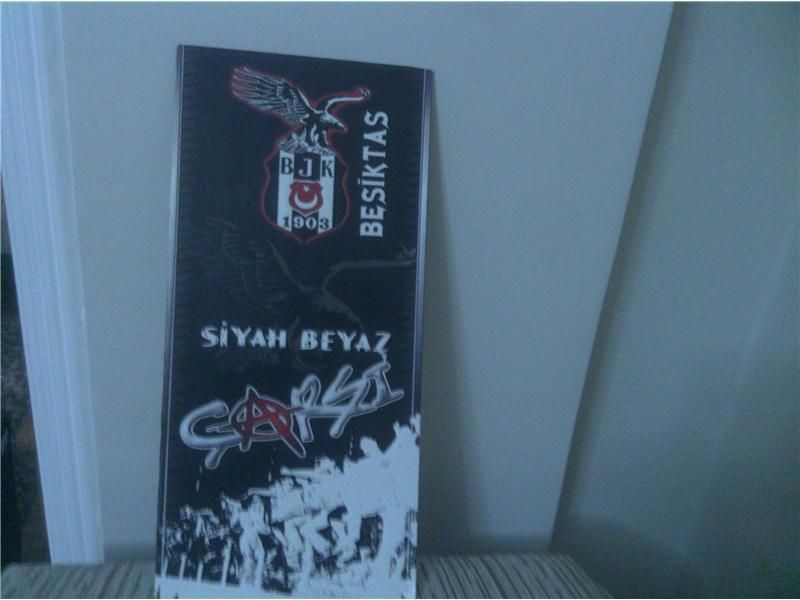 BJK
1903
BEŞİKTAŞ
SİYAH BEYAZ
ÇARŞI